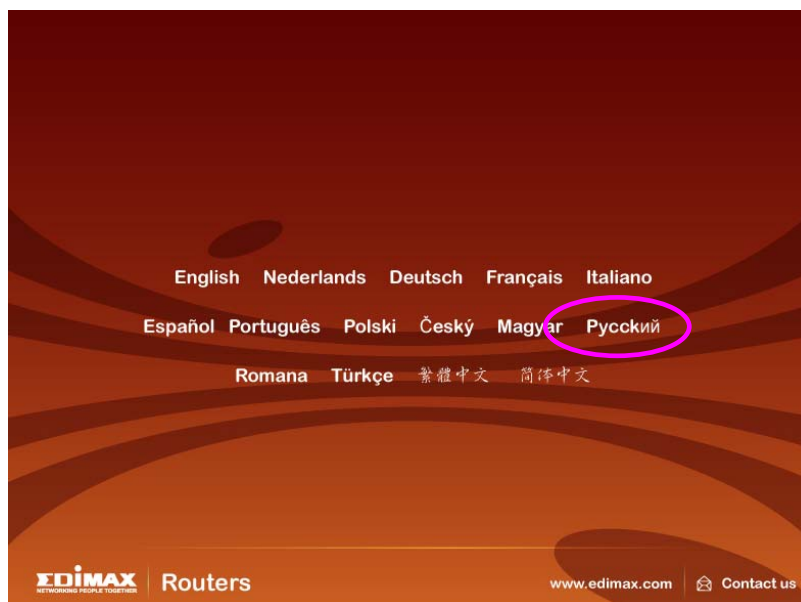 English Nederlands Deutsch Français Italiano
Español Português Polski Český Magyar Русский
Romana Türkçe 繁體中文 简体中文
EDIMAX
NETWORKING PEOPLE TOGETHER
Routers
www.edimax.com
Contact us